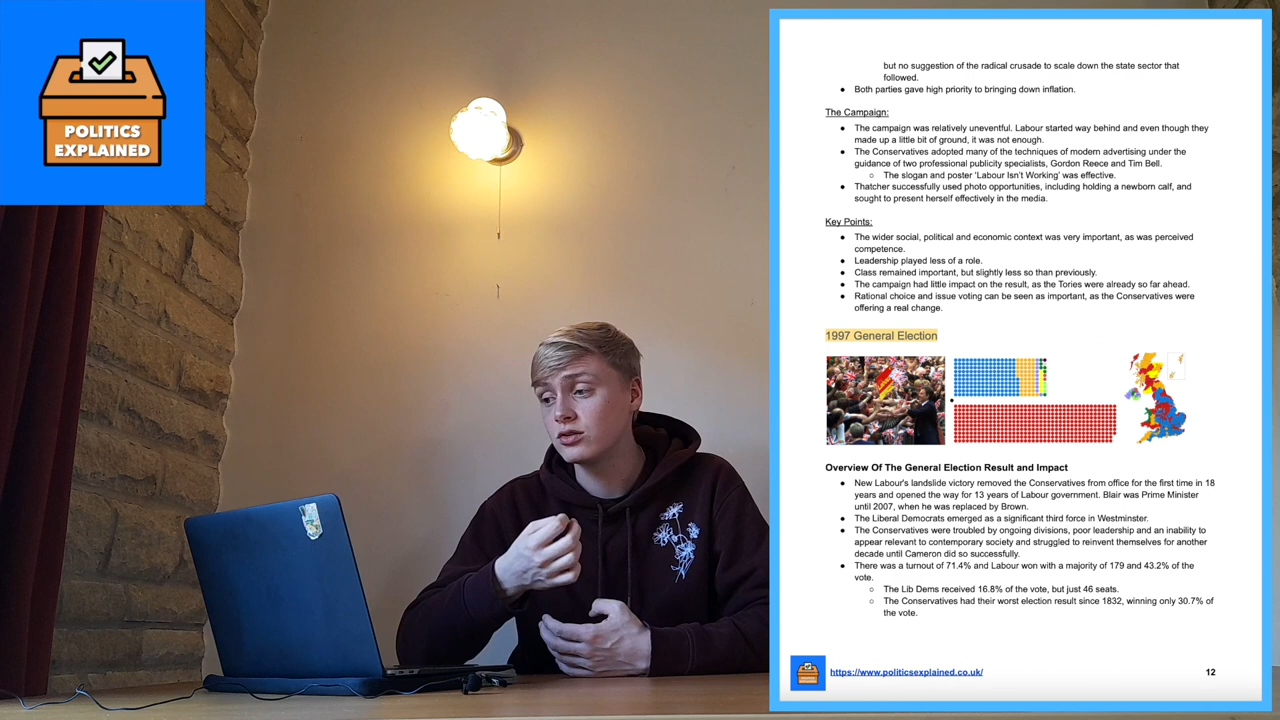 POLITICS
EXPLAINED
but no suggestion of the radical crusade to scale down the state sector that
followed.
● Both parties gave high priority to bringing down inflation.
The Campaign:
● The campaign was relatively uneventful. Labour started way behind and even though they
made up a little bit of ground, it was not enough.
● The Conservatives adopted many of the techniques of modern advertising under the
guidance of two professional publicity specialists, Gordon Reece and Tim Bell.
○ The slogan and poster ‘Labour Isn’t Working’ was effective.
● Thatcher successfully used photo opportunities, including holding a newborn calf, and
sought to present herself effectively in the media.
Key Points:
● The wider social, political and economic context was very important, as was perceived
competence.
● Leadership played less of a role.
● Class remained important, but slightly less so than previously.
● The campaign had little impact on the result, as the Tories were already so far ahead.
● Rational choice and issue voting can be seen as important, as the Conservatives were
offering a real change.
1997 General Election
Overview Of The General Election Result and Impact
● New Labour's landslide victory removed the Conservatives from office for the first time in 18
years and opened the way for 13 years of Labour government. Blair was Prime Minister
until 2007, when he was replaced by Brown.
● The Liberal Democrats emerged as a significant third force in Westminster.
● The Conservatives were troubled by ongoing divisions, poor leadership and an inability to
appear relevant to contemporary society and struggled to reinvent themselves for another
decade until Cameron did so successfully.
● There was a turnout of 71.4% and Labour won with a majority of 179 and 43.2% of the
vote.
○ The Lib Dems received 16.8% of the vote, but just 46 seats.
○ The Conservatives had their worst election result since 1832, winning only 30.7% of
the vote.
https://www.politicsexplained.co.uk/
12